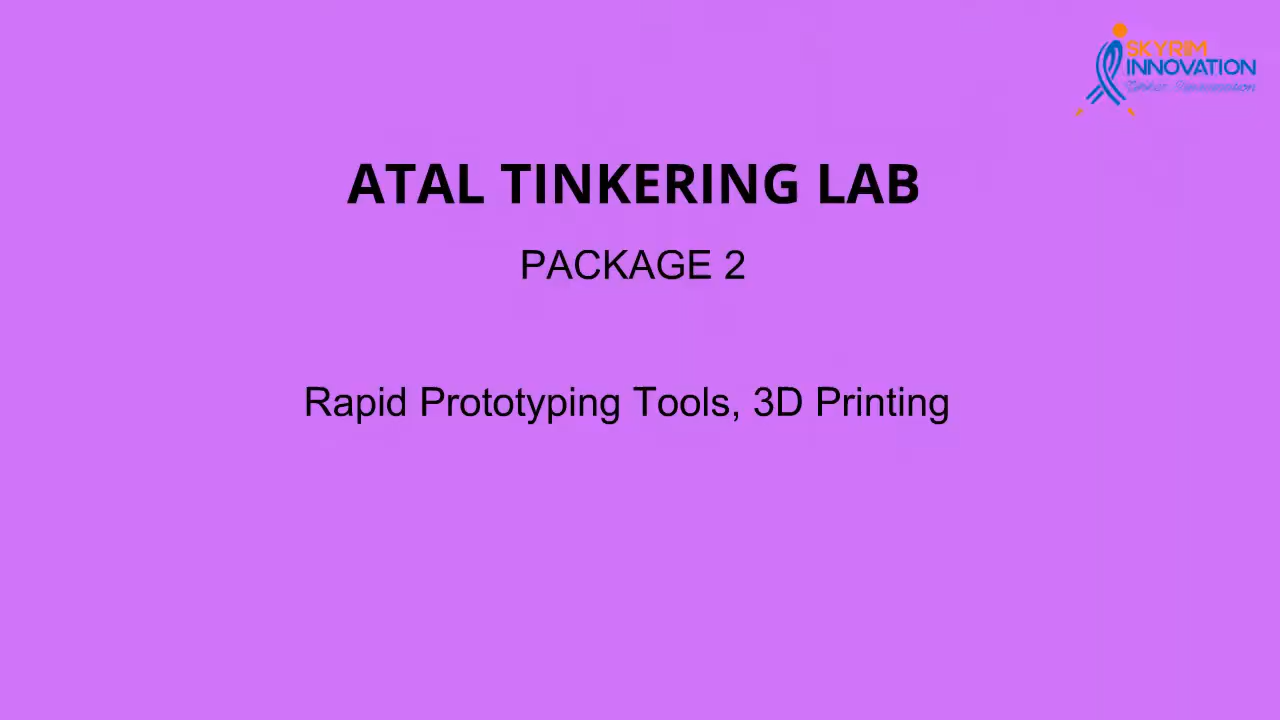 SKYRIM
INNOVATION
ATAL TINKERING LAB
PACKAGE 2
Rapid Prototyping Tools, 3D Printing